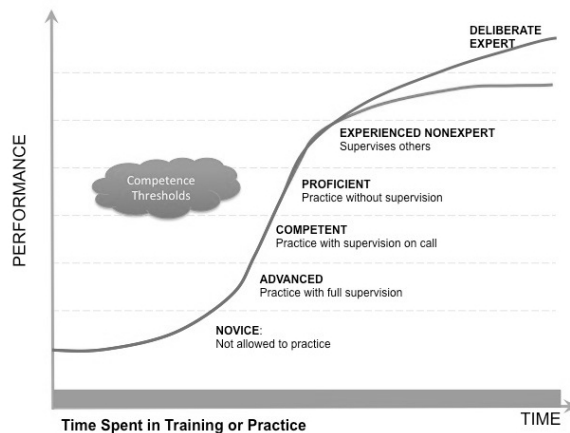 DELIBERATE
EXPERT
EXPERIENCED NONEXPERT
Supervises others
Competence
Thresholds
PROFICIENT
Practice without supervision
COMPETENT
Practice with supervision on call
ADVANCED
Practice with full supervision
NOVICE:
Not allowed to practice
PERFORMANCE
TIME
Time Spent in Training or Practice